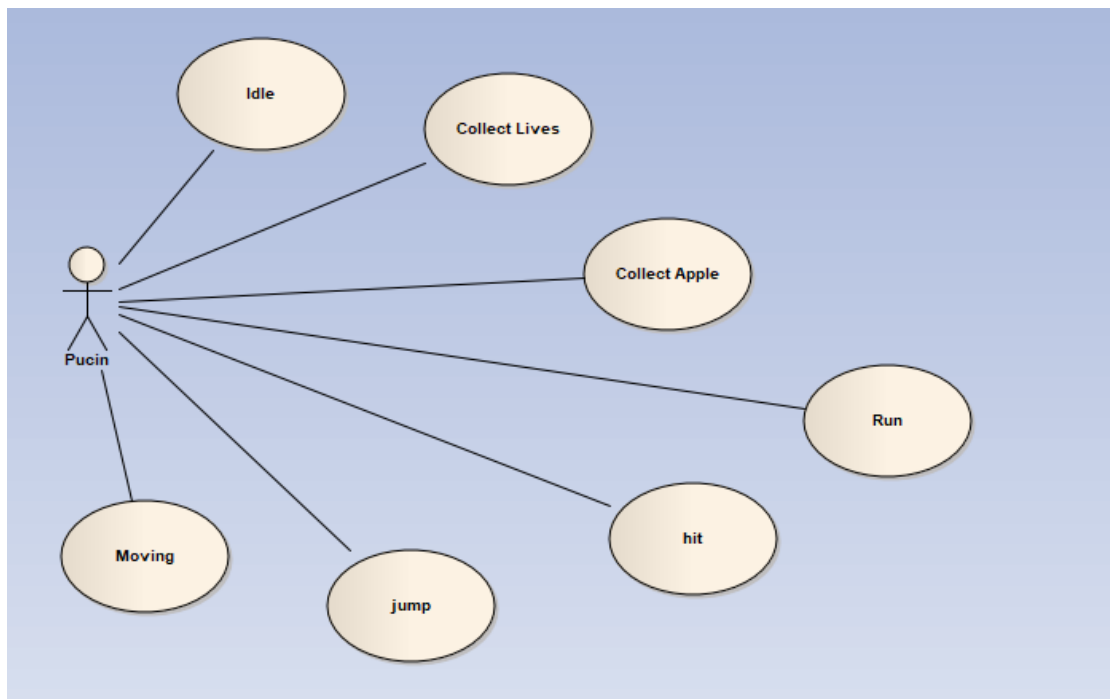 Idle
Collect Lives
Collect Apple
Pucin
Run
hit
Moving
jump